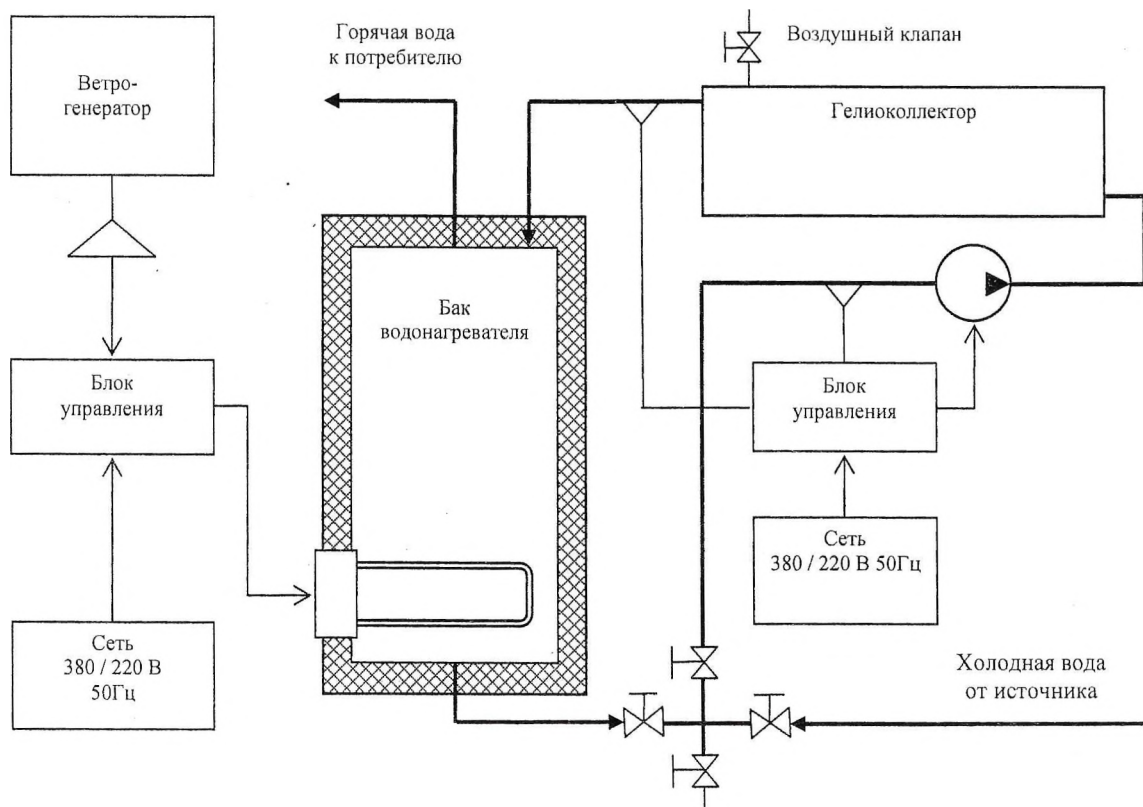 Ветро-
генератор
Горячая вода
к потребителю
Воздушный клапан
Гелиоколлектор
Бак
водонагревателя
Блок
управления
Блок
управления
Сеть
380 / 220 В 50Гц
Сеть
380 / 220 В
50Гц
Холодная вода
от источника